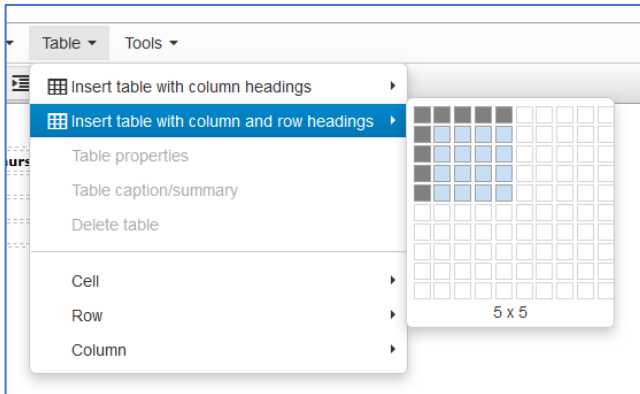 Table Tools
Insert table with column headings
Insert table with column and row headings
Table properties
Table caption/summary
Delete table
Cell
Row
Column
5 x 5